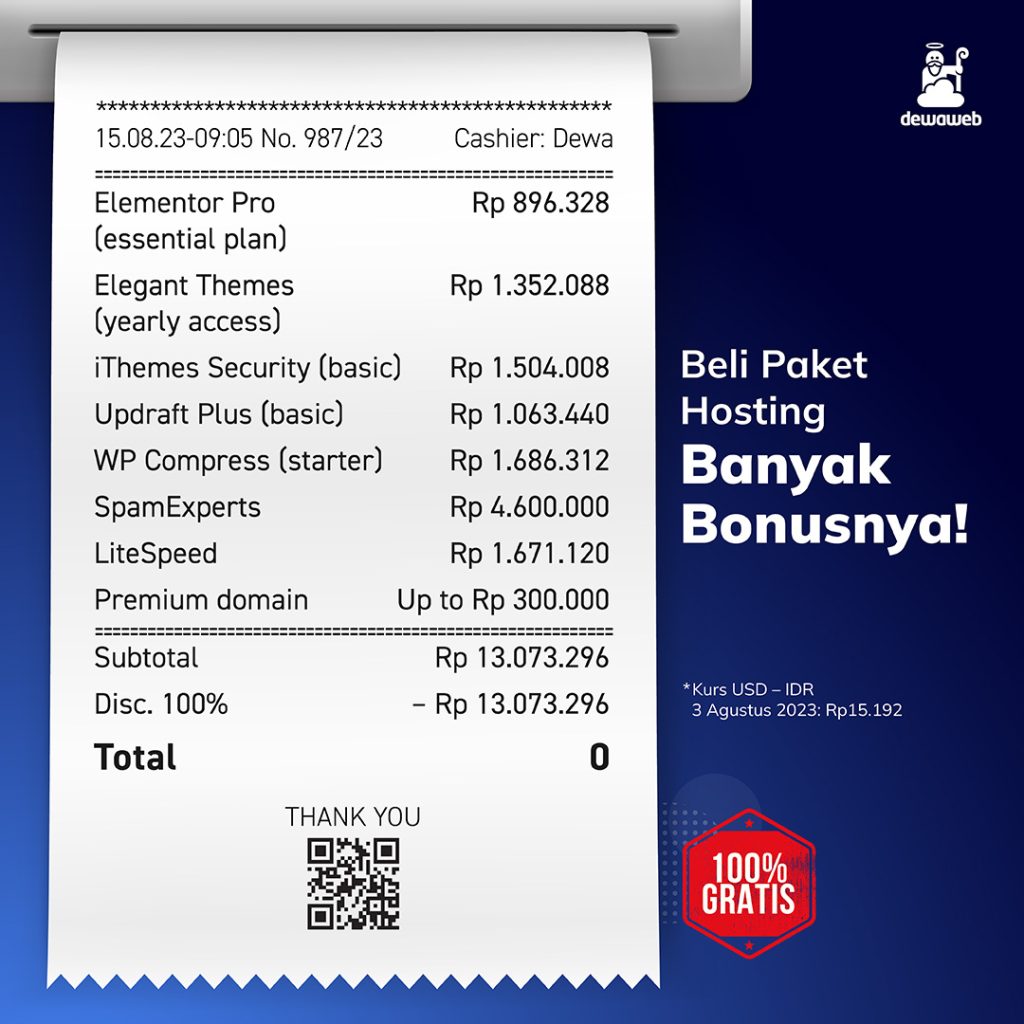 dewaweb
************************************************
15.08.23-09:05 No. 987/23 Cashier: Dewa
==========================================================
Elementor Pro Rp 896.328
(essential plan)
Elegant Themes Rp 1.352.088
(yearly access)
iThemes Security (basic) Rp 1.504.008
Updraft Plus (basic) Rp 1.063.440
WP Compress (starter) Rp 1.686.312
SpamExperts Rp 4.600.000
LiteSpeed Rp 1.671.120
Premium domain Up to Rp 300.000
==========================================================
Subtotal Rp 13.073.296
Disc. 100% – Rp 13.073.296
Total 0
THANK YOU
Beli Paket
Hosting
Banyak
Bonusnya!
*Kurs USD – IDR
3 Agustus 2023: Rp15.192
100%
GRATIS